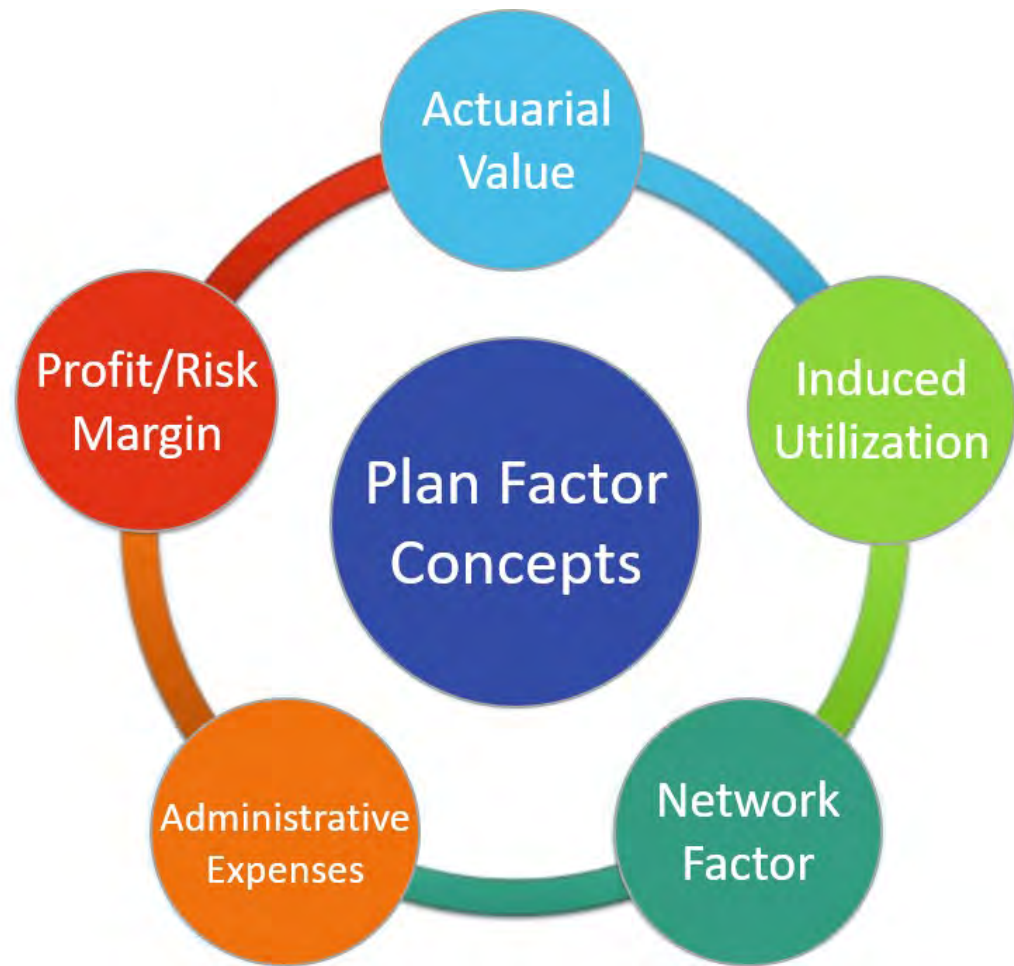 Actuarial
Value
Profit/Risk
Margin
Induced
Utilization
Plan Factor
Concepts
Administrative
Expenses
Network
Factor